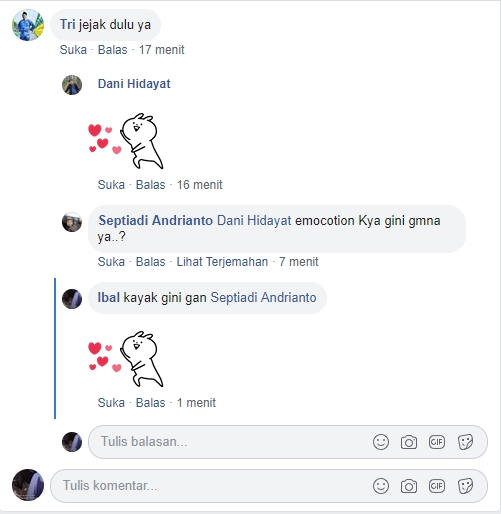 Tri jejak dulu ya
Suka · Balas · 17 menit
Dani Hidayat
Suka · Balas · 16 menit
Septiadi Andrianto Dani Hidayat emocotion Kya gini gmna
ya..?
Suka · Balas · Lihat Terjemahan · 7 menit
Ibal kayak gini gan Septiadi Andrianto
Suka · Balas · 1 menit
Tulis balasan...
GIF
Tulis komentar...
GIF